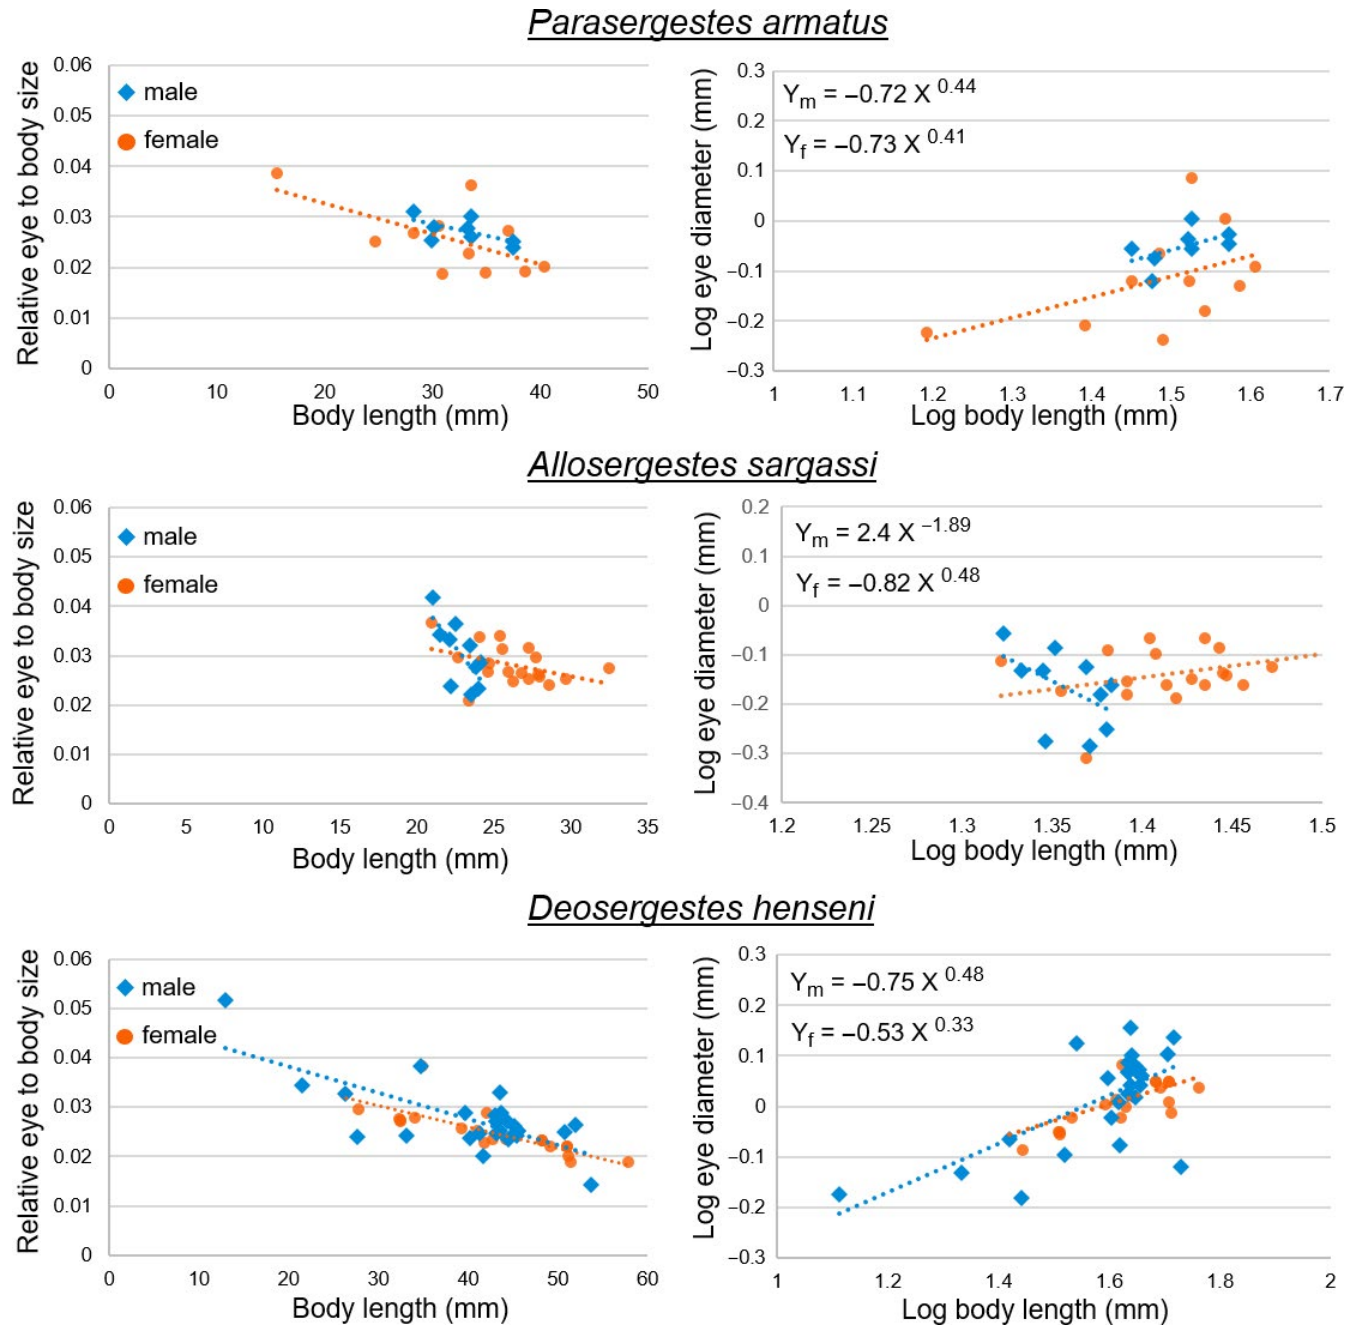 Parasergestes armatus
Relative eye to body size
0.06
0.05
0.04
0.03
0.02
0.01
0
male
female
0 20 30 40 50
Body length (mm)
Log eye diameter (mm)
0.3
0.2
0.1
0
−0.1
−0.2
−0.3
Ym = −0.72 X 0.44
Yf = −0.73 X 0.41
1 1.1 1.2 1.3 1.4 1.5 1.6 1.7
Log body length (mm)
Allosergestes sargassi
Relative eye to body size
0.06
0.05
0.04
0.03
0.02
0
male
female
0 5 10 15 20 25 30 35
Body length (mm)
Log eye diameter (mm)
0.2
0.1
0
−0.1
−0.2
−0.3
−0.4
Ym = 2.4 X −1.89
Yf = −0.82 X 0.48
1.2 1.25 1.3 1.35 1.4 1.45 1.5
Log body length (mm)
Deosergestes henseni
Relative eye to body size
0.06
0.05
0.04
0.03
0.02
0.01
0
male
female
0 10 20 30 40 50 60
Body length (mm)
Log eye diameter (mm)
0.3
0.2
0.1
0
−0.1
−0.2
−0.3
Ym = −0.75 X 0.48
Yf = −0.53 X 0.33
1 1.2 1.4 1.6 1.8 2
Log body length (mm)